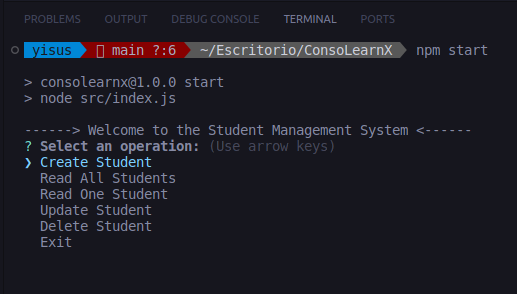 PROBLEMS OUTPUT DEBUG CONSOLE TERMINAL PORTS
yisus main ?:6 ~/Escritorio/ConsoLearnX npm start
> consolearnx@1.0.0 start
> node src/index.js
------> Welcome to the Student Management System <------
? Select an operation: (Use arrow keys)
❯ Create Student
Read All Students
Read One Student
Update Student
Delete Student
Exit